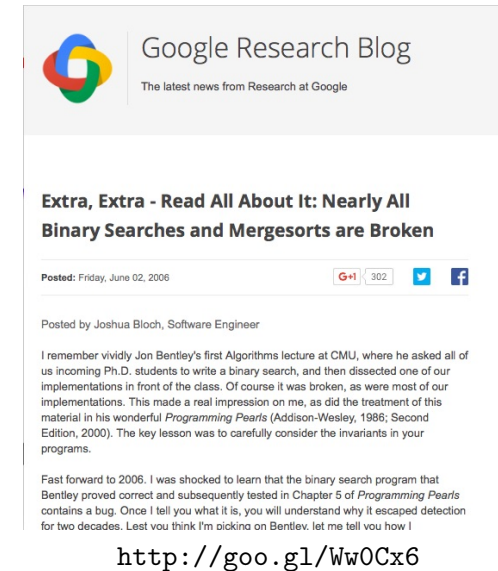 Google Research Blog
The latest news from Research at Google
Extra, Extra - Read All About It: Nearly All
Binary Searches and Mergesorts are Broken
Posted: Friday, June 02, 2006
G+1 302
Posted by Joshua Bloch, Software Engineer
I remember vividly Jon Bentley's first Algorithms lecture at CMU, where he asked all of
us incoming Ph.D. students to write a binary search, and then dissected one of our
implementations in front of the class. Of course it was broken, as were most of our
implementations. This made a real impression on me, as did the treatment of this
material in his wonderful Programming Pearls (Addison-Wesley, 1986; Second
Edition, 2000). The key lesson was to carefully consider the invariants in your
programs.
Fast forward to 2006. I was shocked to learn that the binary search program that
Bentley proved correct and subsequently tested in Chapter 5 of Programming Pearls
contains a bug. Once I tell you what it is, you will understand why it escaped detection
for two decades. Lest you think I'm picking on Bentley, let me tell you how I
http://goo.gl/Ww0Cx6